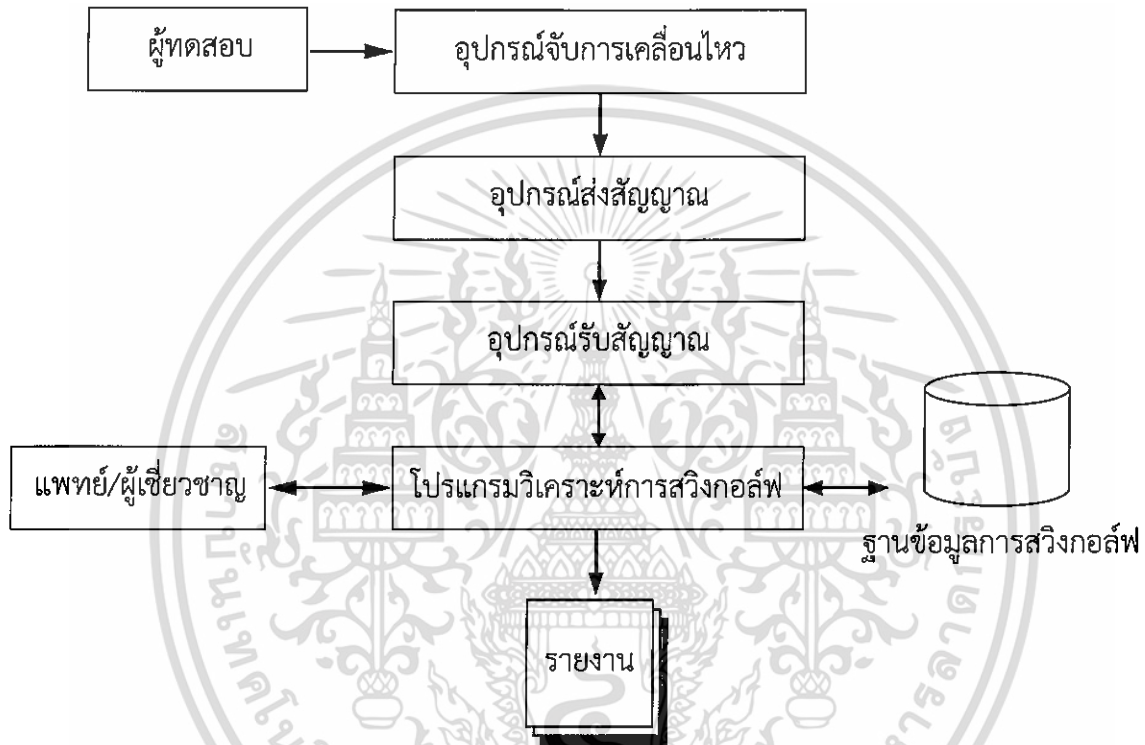 ผู้ทดสอบ
อุปกรณ์จับการเคลื่อนไหว
อุปกรณ์ส่งสัญญาณ
อุปกรณ์รับสัญญาณ
แพทย์/ผู้เชี่ยวชาญ
โปรแกรมวิเคราะห์การสวิงกอล์ฟ
ฐานข้อมูลการสวิงกอล์ฟ
รายงาน